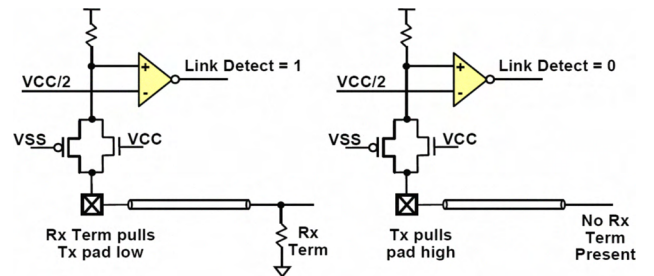 +
-
Link Detect = 1
VCC/2
VSS
VCC
Rx Term pulls
Tx pad low
Rx
Term
+
-
Link Detect = 0
VCC/2
VSS
VCC
Tx pulls
pad high
No Rx
Term
Present